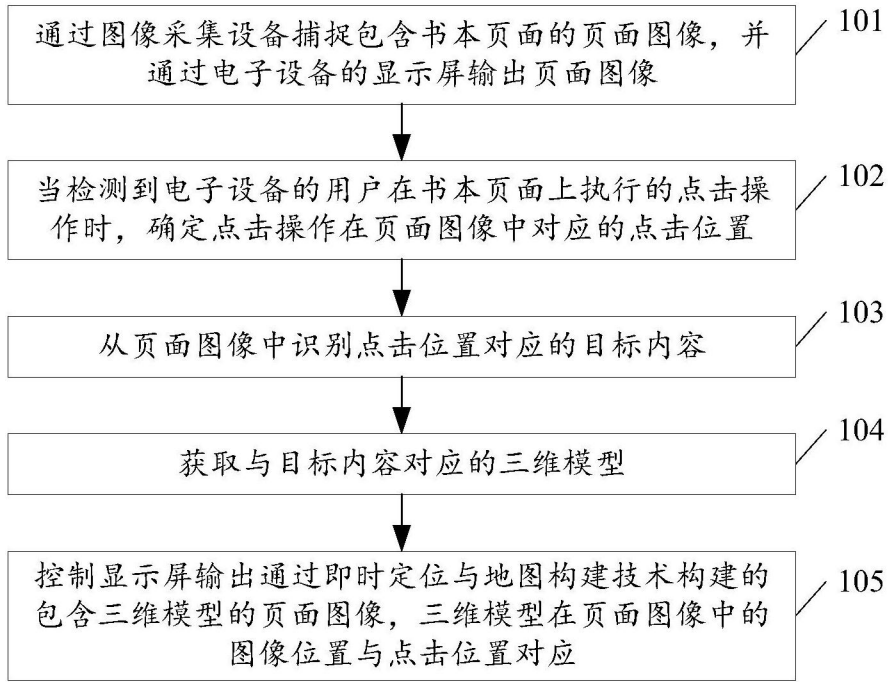 通过图像采集设备捕捉包含书本页面的页面图像，并
通过电子设备的显示屏输出页面图像
101
当检测到电子设备的用户在书本页面上执行的点击操
作时，确定点击操作在页面图像中对应的点击位置
102
从页面图像中识别点击位置对应的目标内容
103
获取与目标内容对应的三维模型
104
控制显示屏输出通过即时定位与地图构建技术构建的
包含三维模型的页面图像，三维模型在页面图像中的
图像位置与点击位置对应
105